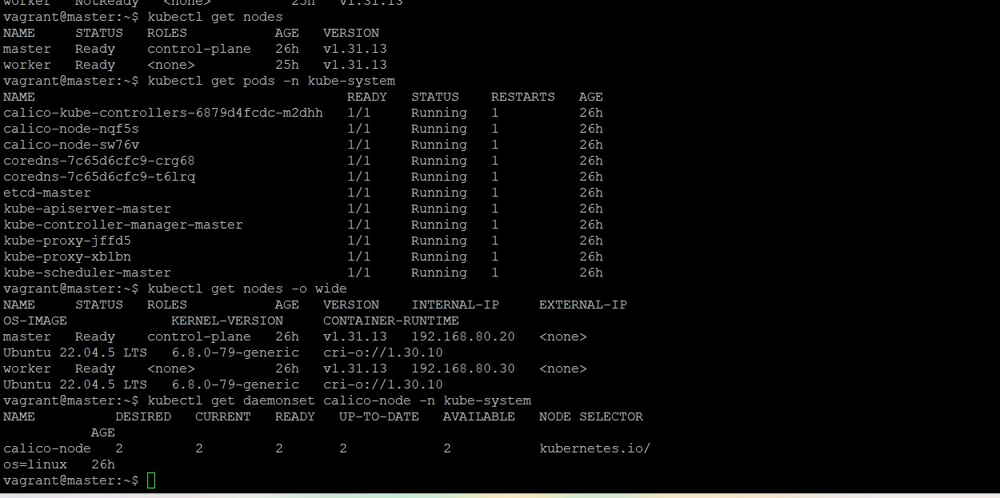 worker   NotReady   <none>          25h   v1.31.13
vagrant@master:~$ kubectl get nodes
NAME     STATUS   ROLES           AGE   VERSION
master   Ready    control-plane   26h   v1.31.13
worker   Ready    <none>          25h   v1.31.13
vagrant@master:~$ kubectl get pods -n kube-system
NAME                                       READY   STATUS    RESTARTS   AGE
calico-kube-controllers-6879d4fcdc-m2dhh   1/1     Running   1          26h
calico-node-nqf5s                          1/1     Running   1          26h
calico-node-sw76v                          1/1     Running   1          26h
coredns-7c65d6cfc9-crg68                   1/1     Running   1          26h
coredns-7c65d6cfc9-t6lrq                   1/1     Running   1          26h
etcd-master                                1/1     Running   1          26h
kube-apiserver-master                      1/1     Running   1          26h
kube-controller-manager-master             1/1     Running   1          26h
kube-proxy-jffd5                           1/1     Running   1          26h
kube-proxy-xblbn                           1/1     Running   1          26h
kube-scheduler-master                      1/1     Running   1          26h
vagrant@master:~$ kubectl get nodes -o wide
NAME     STATUS   ROLES           AGE   VERSION    INTERNAL-IP     EXTERNAL-IP
OS-IMAGE             KERNEL-VERSION     CONTAINER-RUNTIME
master   Ready    control-plane   26h   v1.31.13   192.168.80.20   <none>
Ubuntu 22.04.5 LTS   6.8.0-79-generic   cri-o://1.30.10
worker   Ready    <none>          26h   v1.31.13   192.168.80.30   <none>
Ubuntu 22.04.5 LTS   6.8.0-79-generic   cri-o://1.30.10
vagrant@master:~$ kubectl get daemonset calico-node -n kube-system
NAME          DESIRED   CURRENT   READY   UP-TO-DATE   AVAILABLE   NODE SELECTOR
           AGE
calico-node   2         2         2       2            2           kubernetes.io/
os=linux   26h
vagrant@master:~$